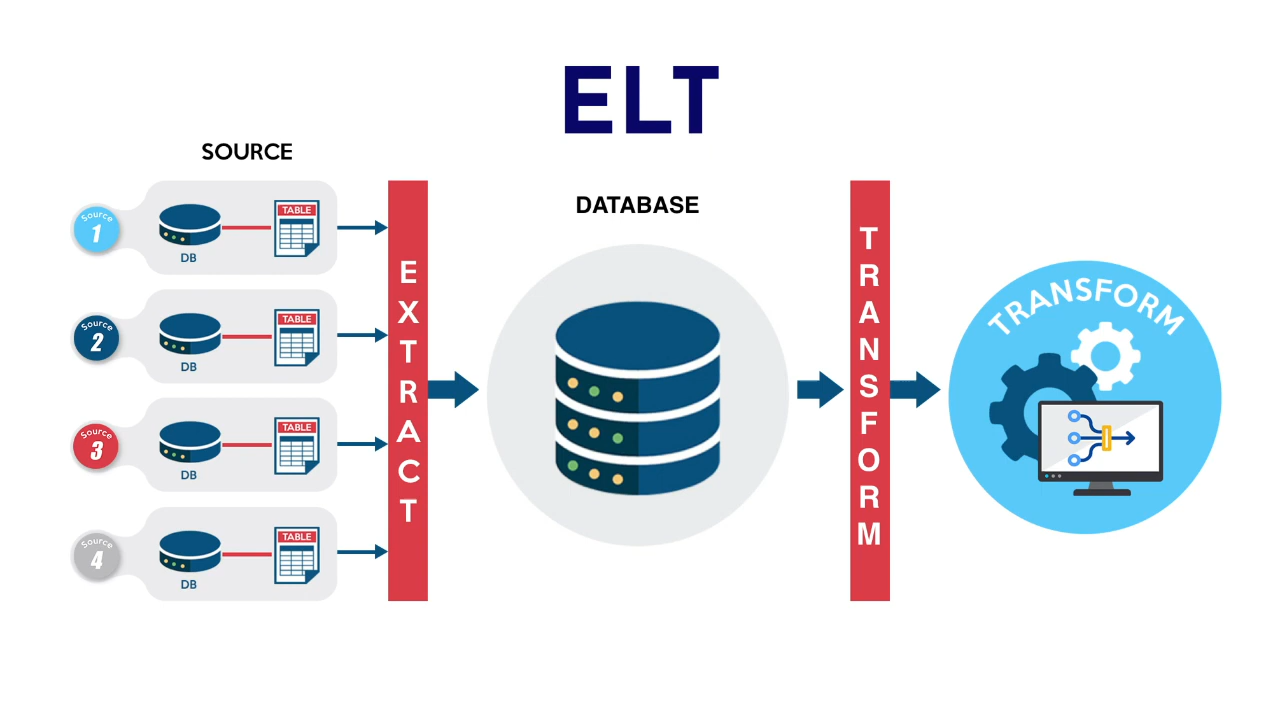 ELT
SOURCE
Source
1
DB
TABLE
Source
2
DB
TABLE
Source
3
DB
TABLE
Source
4
DB
TABLE
EXTRACT
DATABASE
TRANSFORM
TRANSFORM